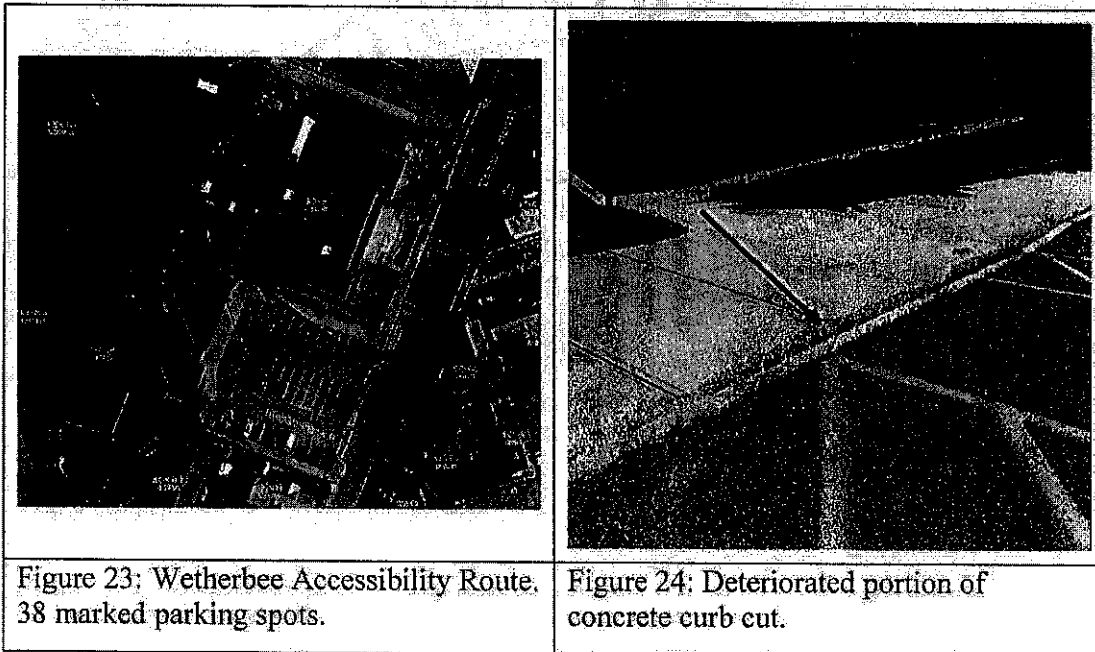 Figure 23: Wetherbee Accessibility Route.
38 marked parking spots.
Figure 24: Deteriorated portion of
concrete curb cut.